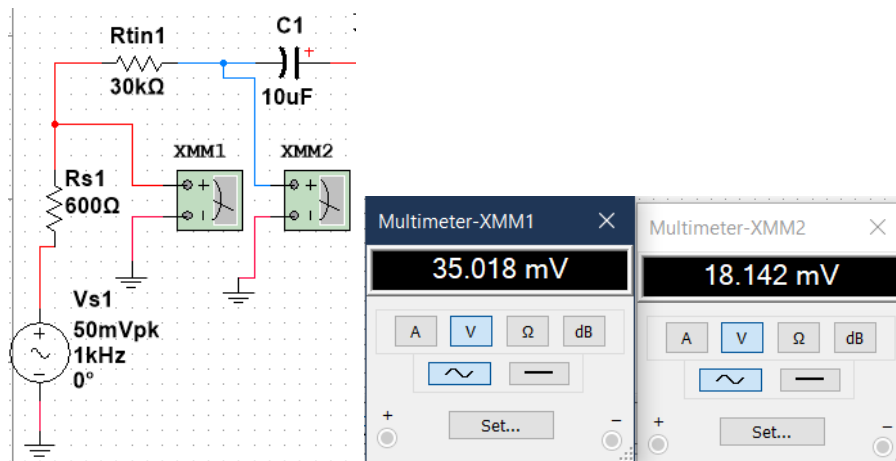 Rtin1
30kΩ
C1
+
10uF
XMM1
XMM2
Rs1
600Ω
Vs1
50mVpk
1kHz
0°
Multimeter-XMM1
35.018 mV
A V Ω dB
+ Set... −
Multimeter-XMM2
18.142 mV
A V Ω dB
+ Set... −